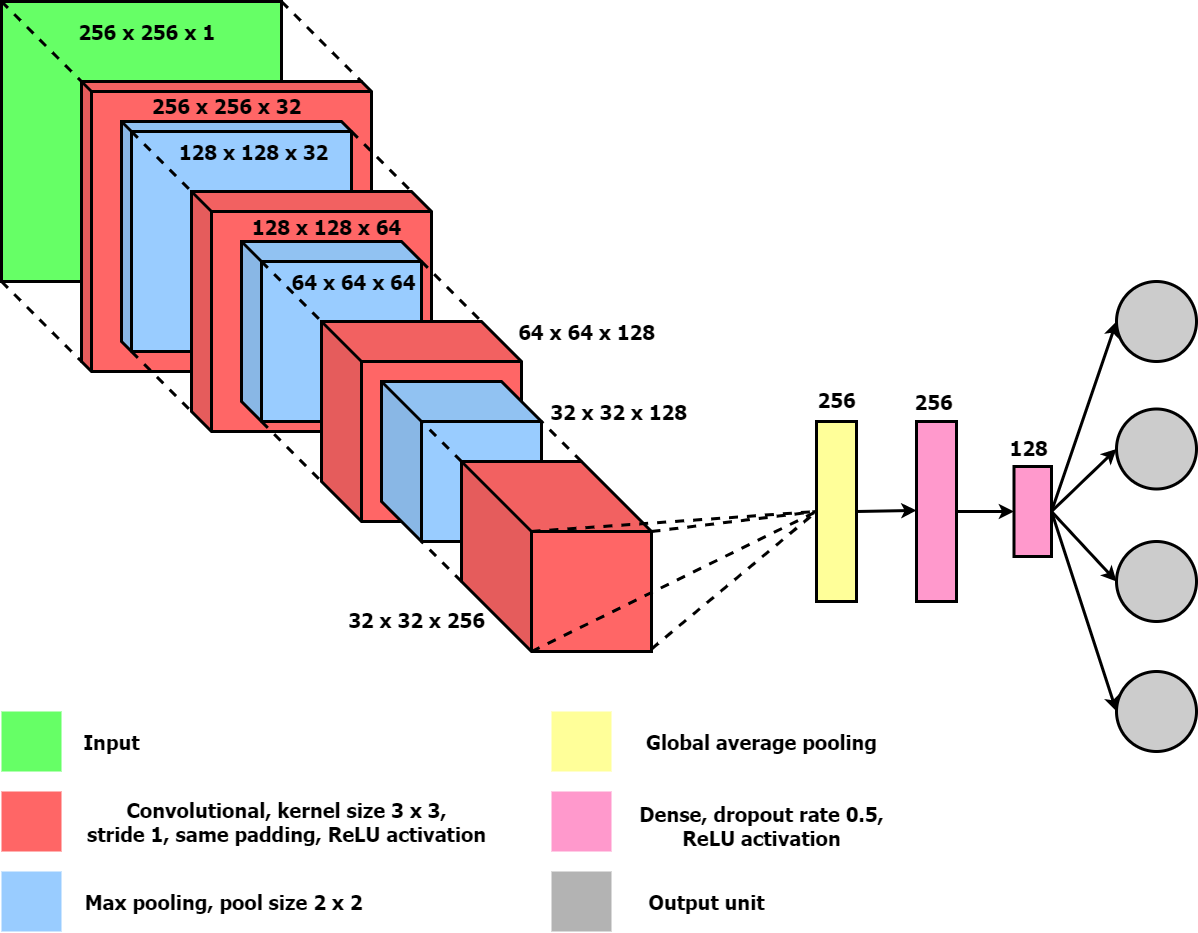 256 x 256 x 1
256 x 256 x 32
128 x 128 x 32
128 x 128 x 64
64 x 64 x 64
64 x 64 x 128
32 x 32 x 128
32 x 32 x 256
256
256
128
Input
Convolutional, kernel size 3 x 3,
stride 1, same padding, ReLU activation
Max pooling, pool size 2 x 2
Global average pooling
Dense, dropout rate 0.5,
ReLU activation
Output unit